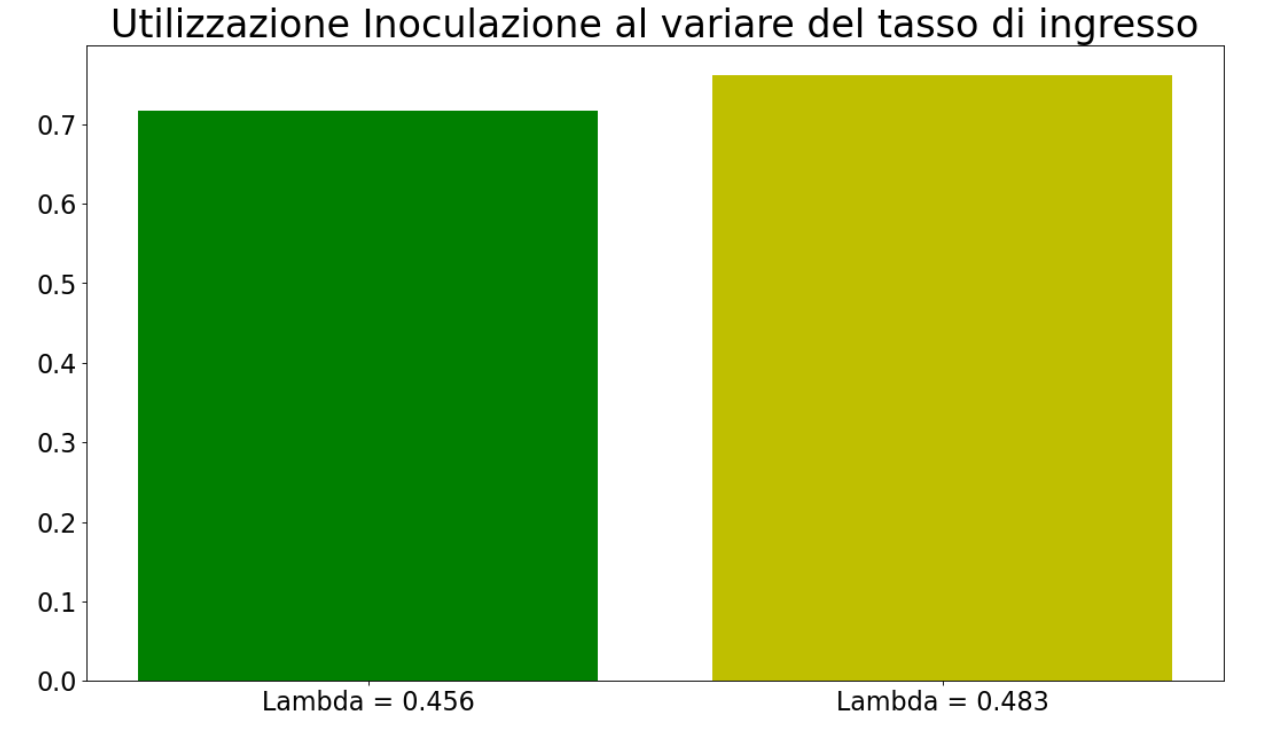 Utilizzazione Inoculazione al variare del tasso di ingresso
0.7
0.6
0.5
0.4
0.3
0.2
0.1
0.0
Lambda = 0.456
Lambda = 0.483